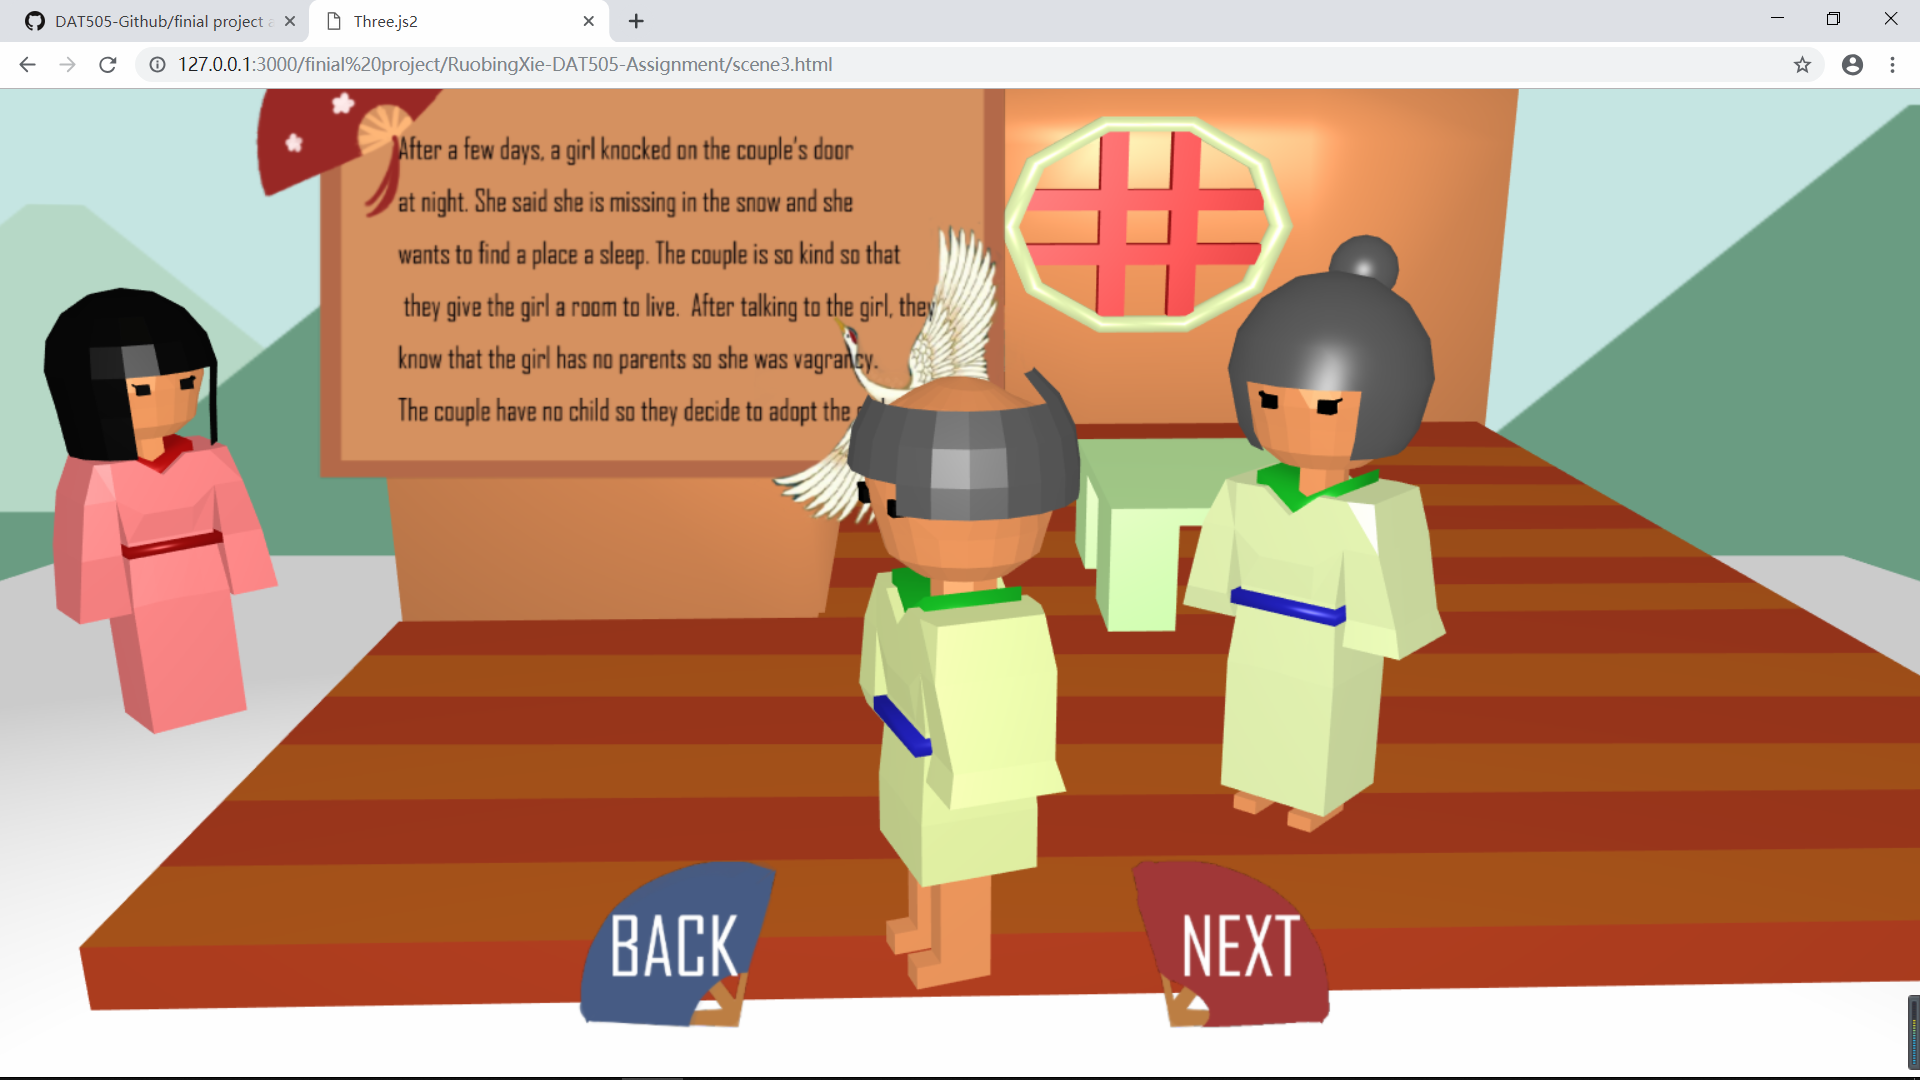 DAT505-Github/finial project a
Three.js2
127.0.0.1:3000/finial%20project/RuobingXie-DAT505-Assignment/scene3.html
After a few days, a girl knocked on the couple's door
at night. She said she is missing in the snow and she
wants to find a place a sleep. The couple is so kind so that
they give the girl a room to live. After talking to the girl, they
know that the girl has no parents so she was vagrancy.
The couple have no child so they decide to adopt the
BACK
NEXT